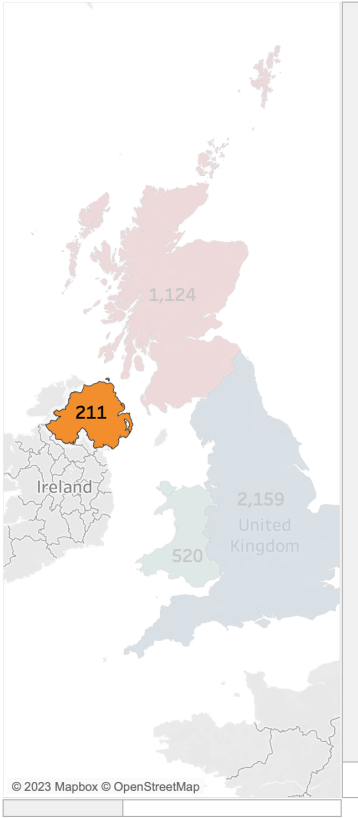 1,124
211
Ireland
2,159
United
Kingdom
520
© 2023 Mapbox © OpenStreetMap